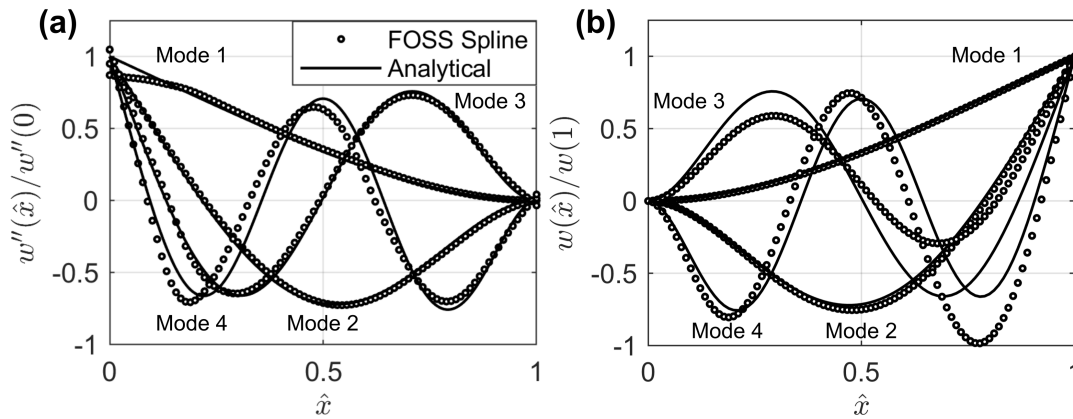 (a)
Mode 1
FOSS Spline
Analytical
Mode 3
Mode 4
Mode 2
1
0.5
0
-0.5
-1
0
0.5
1
w''(x̂)/w''(0)
x̂
(b)
Mode 1
Mode 3
Mode 4
Mode 2
1
0.5
0
-0.5
-1
0
0.5
1
w(x̂)/w(1)
x̂